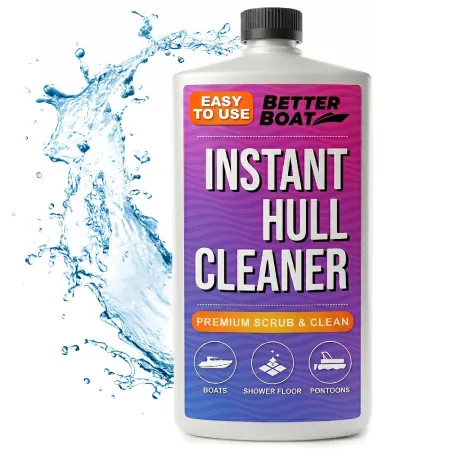 EASY
TO USE
BETTER
BOAT
INSTANT
HULL
CLEANER
PREMIUM SCRUB & CLEAN
BOATS
SHOWER FLOOR
PONTOONS